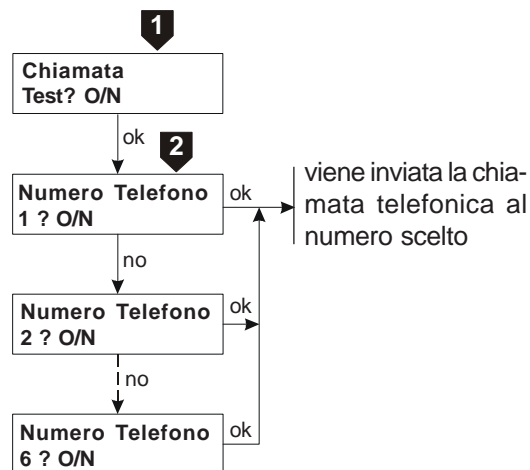 1
Chiamata
Test? O/N
ok
2
Numero Telefono
1 ? O/N
ok
viene inviata la chia-
mata telefonica al
numero scelto
no
Numero Telefono
2 ? O/N
ok
no
Numero Telefono
6 ? O/N
ok